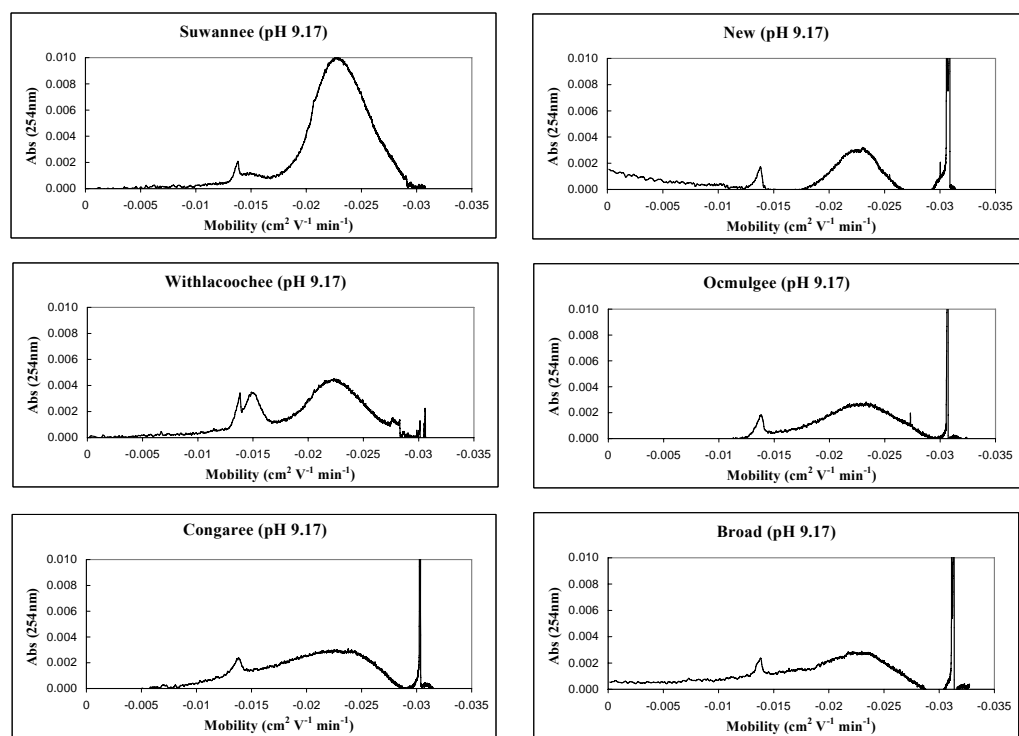 Suwannee (pH 9.17)
Abs (254nm)
0.010
0.008
0.006
0.004
0.002
0.000
0 -0.005 -0.01 -0.015 -0.02 -0.025 -0.03 -0.035
Mobility (cm² V⁻¹ min⁻¹)
New (pH 9.17)
Abs (254nm)
0.010
0.008
0.006
0.004
0.002
0.000
0 -0.005 -0.01 -0.015 -0.02 -0.025 -0.03 -0.035
Mobility (cm² V⁻¹ min⁻¹)
Withlacoochee (pH 9.17)
Abs (254nm)
0.010
0.008
0.006
0.004
0.002
0.000
0 -0.005 -0.01 -0.015 -0.02 -0.025 -0.03 -0.035
Mobility (cm² V⁻¹ min⁻¹)
Ocmulgee (pH 9.17)
Abs (254nm)
0.010
0.008
0.006
0.004
0.002
0.000
0 -0.005 -0.01 -0.015 -0.02 -0.025 -0.03 -0.035
Mobility (cm² V⁻¹ min⁻¹)
Congaree (pH 9.17)
Abs (254nm)
0.010
0.008
0.006
0.004
0.002
0.000
0 -0.005 -0.01 -0.015 -0.02 -0.025 -0.03 -0.035
Mobility (cm² V⁻¹ min⁻¹)
Broad (pH 9.17)
Abs (254nm)
0.010
0.008
0.006
0.004
0.002
0.000
0 -0.005 -0.01 -0.015 -0.02 -0.025 -0.03 -0.035
Mobility (cm² V⁻¹ min⁻¹)